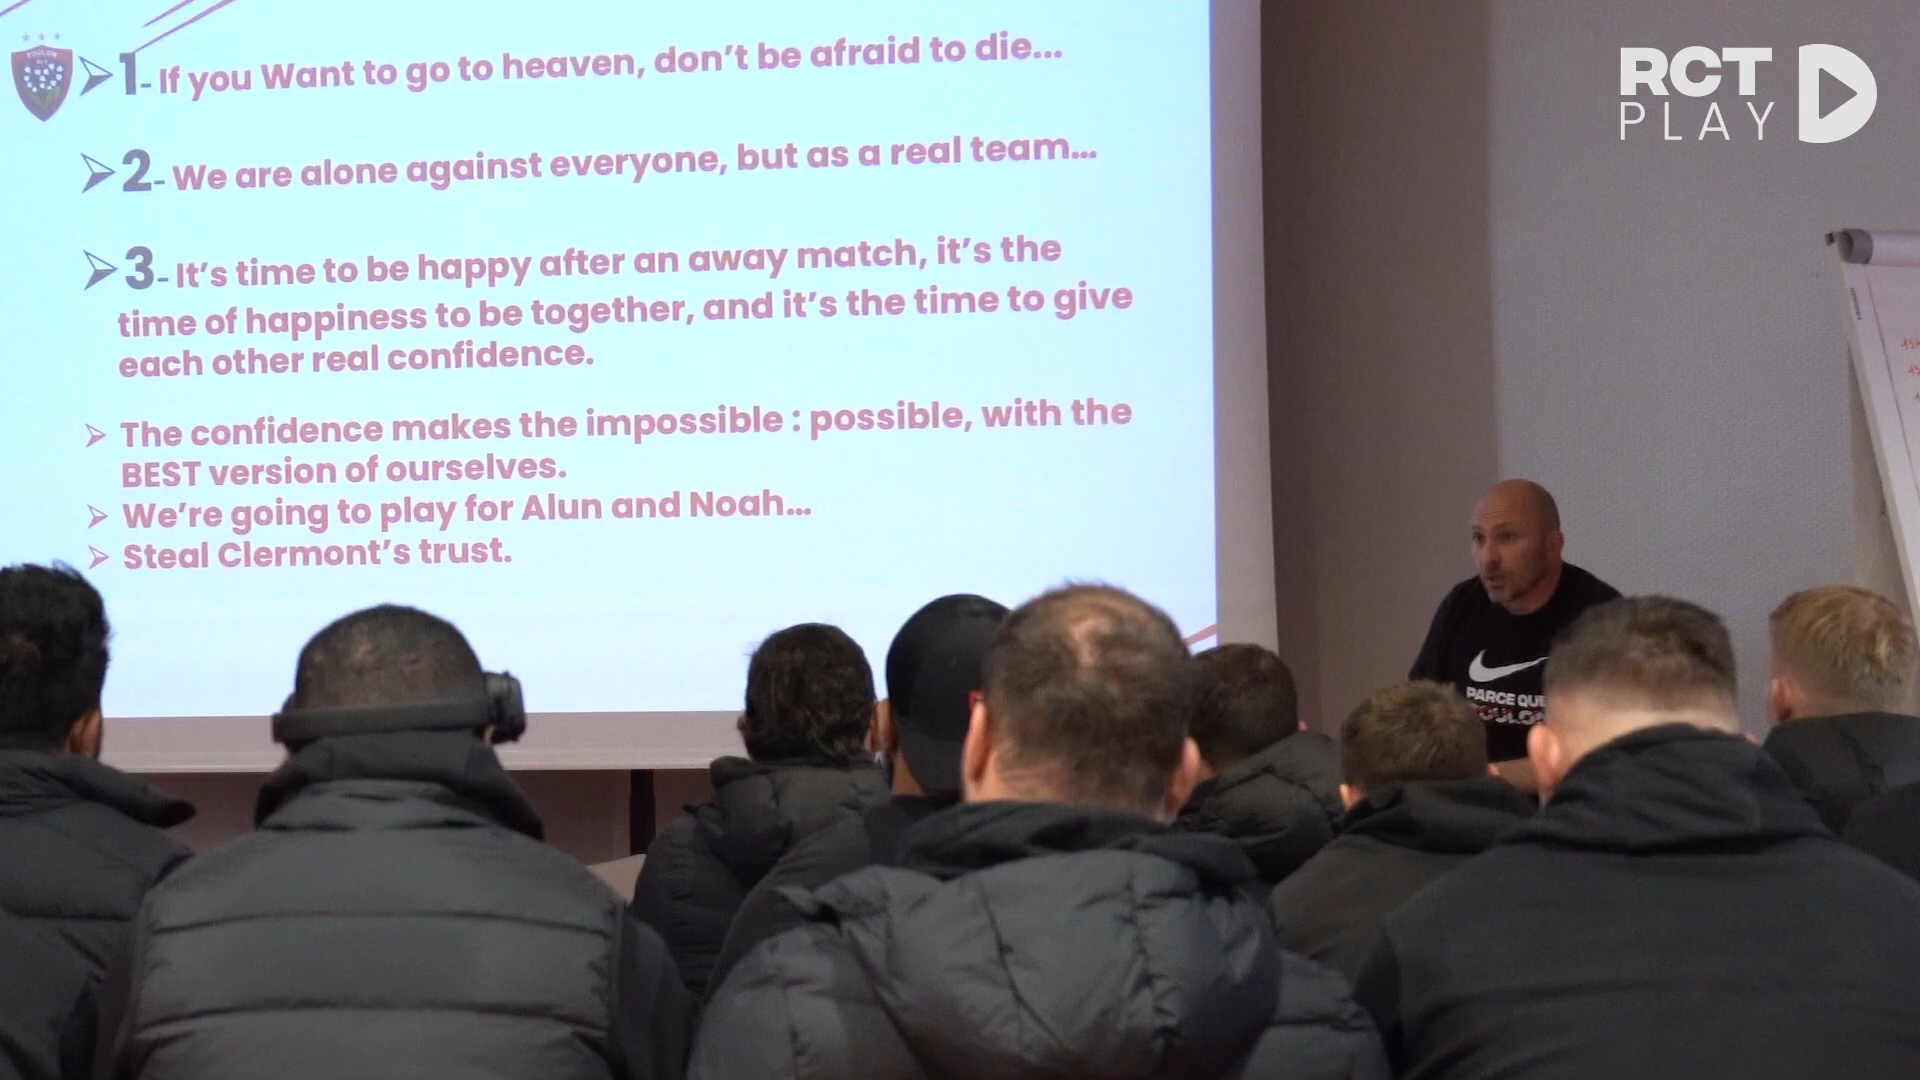 TOULON
1- If you Want to go to heaven, don't be afraid to die...
2- We are alone against everyone, but as a real team...
3- It's time to be happy after an away match, it's the
time of happiness to be together, and it's the time to give
each other real confidence.
The confidence makes the impossible : possible, with the
BEST version of ourselves.
We're going to play for Alun and Noah...
Steal Clermont's trust.
RCT
PLAY
PARCE QUE
TOULON